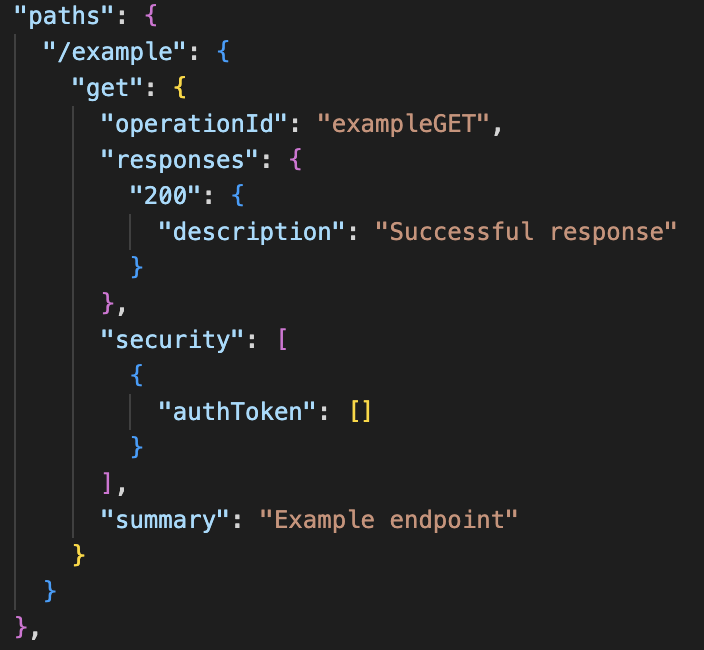 "paths": {
"/example": {
"get": {
"operationId": "exampleGET",
"responses": {
"200": {
"description": "Successful response"
}
},
"security": [
{
"authToken": []
}
],
"summary": "Example endpoint"
}
}
},